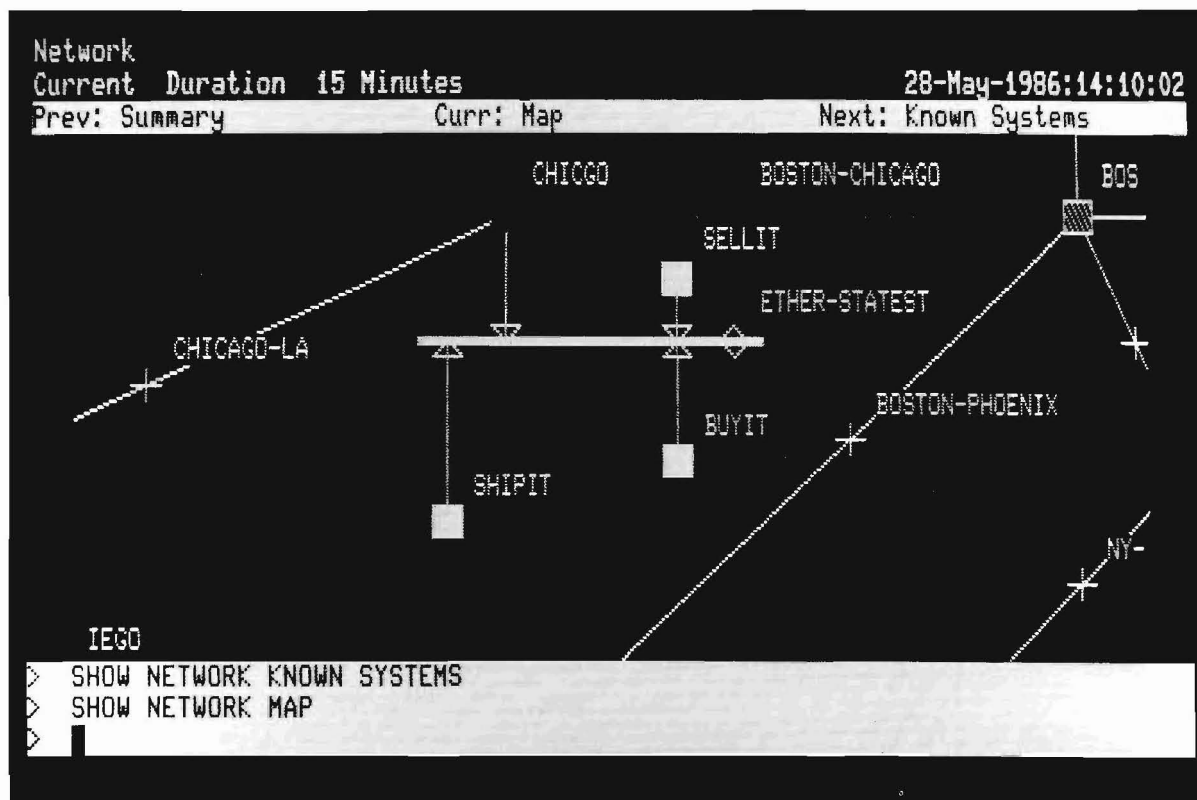 Network
Current Duration 15 Minutes 28-May-1986:14:10:02
Prev: Summary Curr: Map Next: Known Systems
CHICGO BOSTON-CHICAGO BOS
SELLIT
ETHER-STATEST
CHICAGO-LA
BOSTON-PHOENIX
BUYIT
SHIPIT
NY-
IEGO
> SHOW NETWORK KNOWN SYSTEMS
> SHOW NETWORK MAP
>